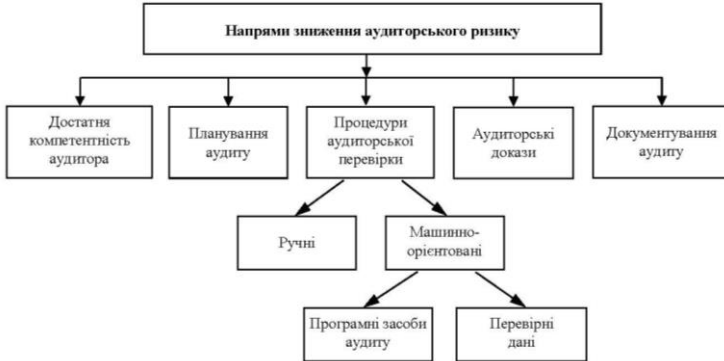 Напрями зниження аудиторського ризику
Достатня
компетентність
аудитора
Планування
аудиту
Процедури
аудиторської
перевірки
Аудиторські
докази
Документування
аудиту
Ручні
Машинно-
орієнтовані
Програмні засоби
аудиту
Перевірні
дані